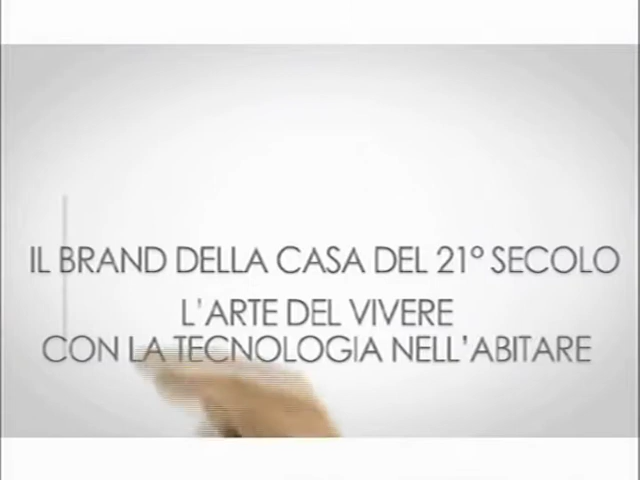 IL BRAND DELLA CASA DEL 21° SECOLO
L'ARTE DEL VIVERE
CON LA TECNOLOGIA NELL'ABITARE